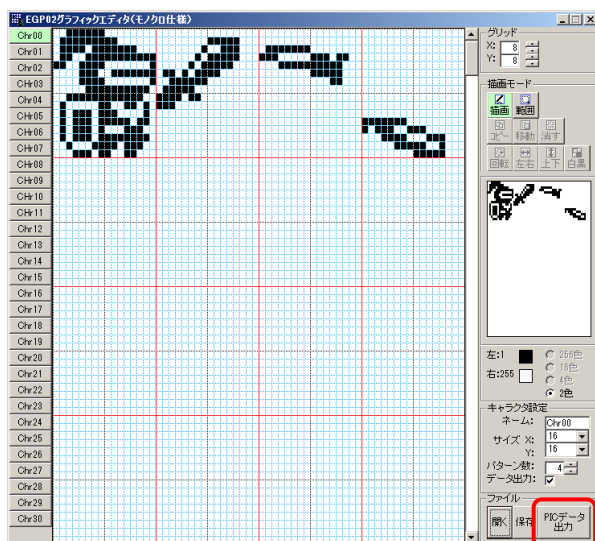 EGP02グラフィックエディタ(モノクロ仕様)
Chr00
Chr01
Chr02
CHr03
Chr04
CHr05
CHr06
CHr07
CHr08
CHr09
CHr10
CHr11
Chr12
Chr13
Chr14
Chr15
Chr16
Chr17
Chr18
Chr19
Chr20
Chr21
Chr22
Chr23
Chr24
Chr25
Chr26
Chr27
Chr28
Chr29
Chr30
グリッド
X: 8
Y: 8
描画モード
描画 範囲
コピー 移動 消す
回転 左右 上下 白黒
左:1 256色
16色
右:255 4色
2色
キャラクタ設定
ネーム: Chr00
サイズ X: 16
Y: 16
パターン数: 4
データ出力:
ファイル
開く 保存 PICデータ
出力